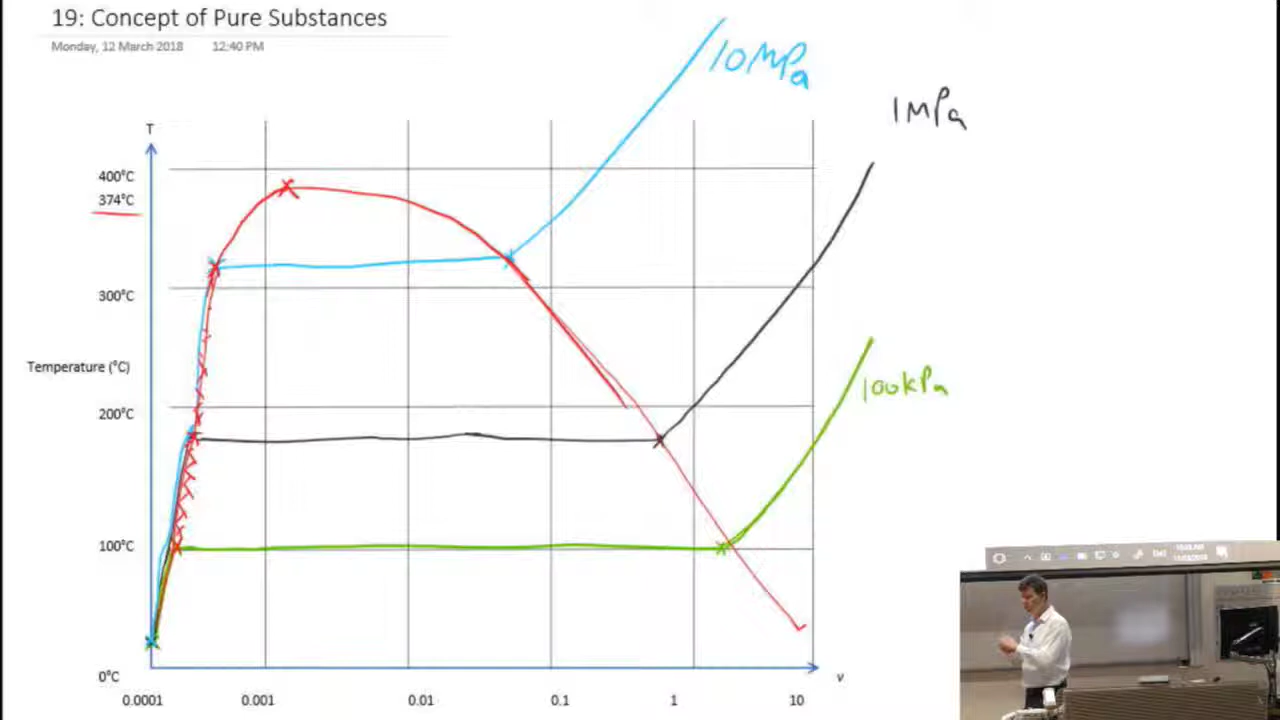 19: Concept of Pure Substances
Monday, 12 March 2018 12:40 PM
10MPa
1MPa
T
400°C
374°C
300°C
Temperature (°C)
100kPa
200°C
100°C
0°C
v
0.0001 0.001 0.01 0.1 1 10